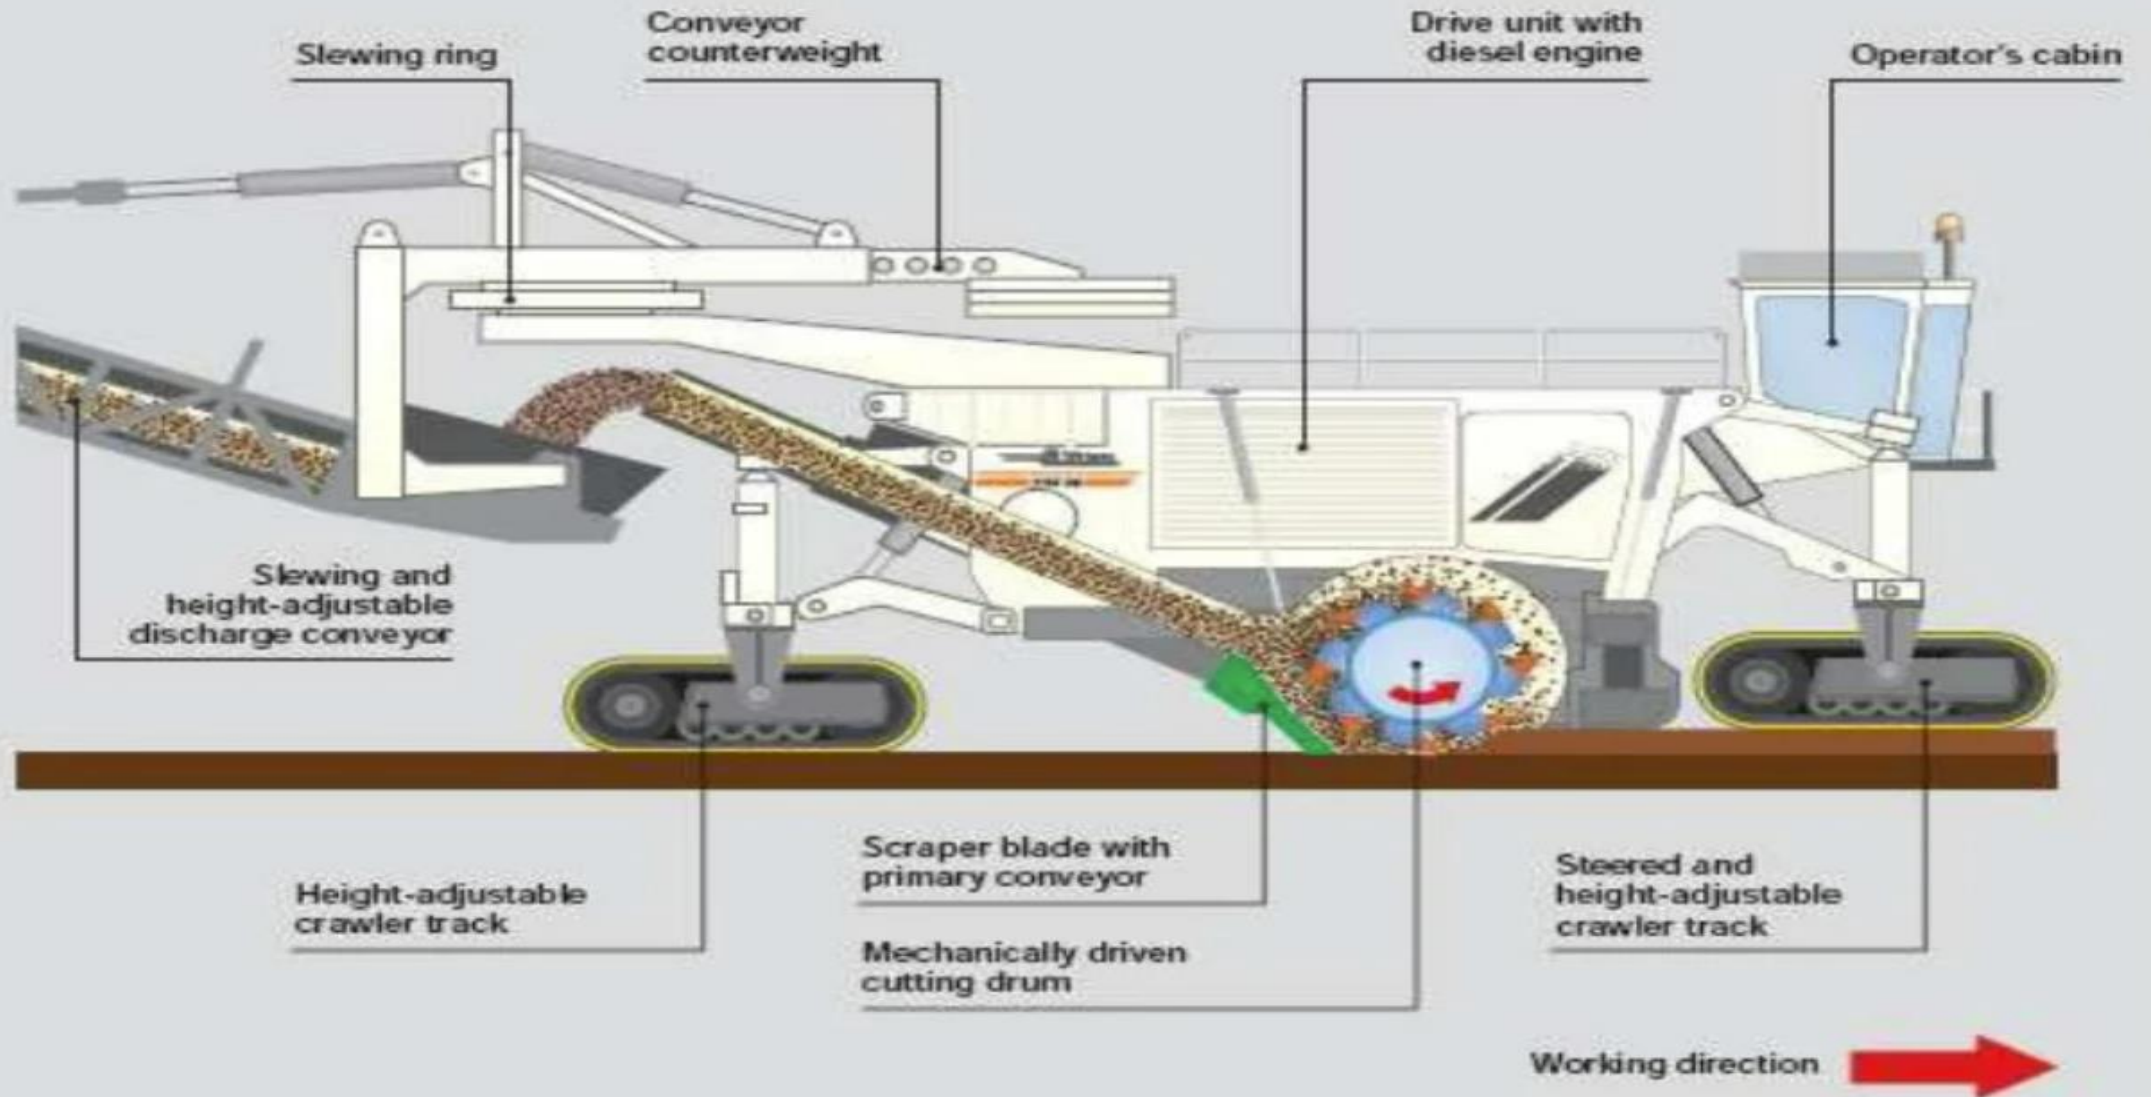 Slewing ring
Conveyor
counterweight
Drive unit with
diesel engine
Operator's cabin
Slewing and
height-adjustable
discharge conveyor
Height-adjustable
crawler track
Scraper blade with
primary conveyor
Mechanically driven
cutting drum
Steered and
height-adjustable
crawler track
Working direction